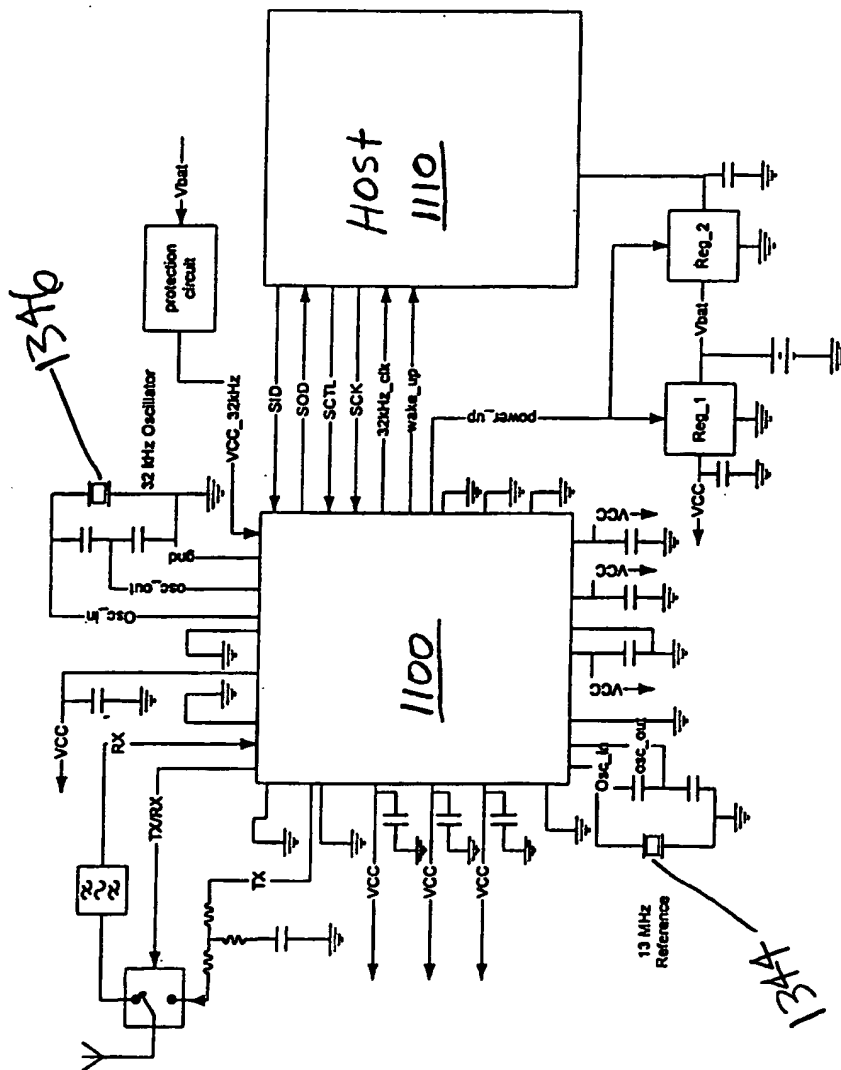 1346
Vbat
protection
circuit
32 kHz Oscillator
VCC_32kHz
gnd
osc_out
Osc_in
VCC
RX
TX/RX
TX
HOST
1110
SID
SOD
SCTL
SCK
32kHz_clk
wake_up
power_up
Reg_2
Vbat
Reg_1
VCC
1100
VCC
VCC
VCC
VCC
VCC
VCC
Osc_in
osc_out
13 MHz
Reference
1344